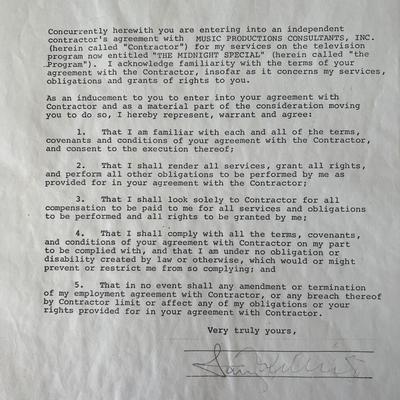 Concurrently herewith you are entering into an independent
contractor's agreement with MUSIC PRODUCTIONS CONSULTANTS, INC.
(herein called "Contractor") for my services on the television
program now entitled "THE MIDNIGHT SPECIAL" (herein called "the
Program"). I acknowledge familiarity with the terms of your
agreement with the Contractor, insofar as it concerns my services,
obligations and grants of rights to you.
As an inducement to you to enter into your agreement with
Contractor and as a material part of the consideration moving
you to do so, I hereby represent, warrant and agree:
1. That I am familiar with each and all of the terms,
covenants and conditions of your agreement with the Contractor,
and consent to the execution thereof;
2. That I shall render all services, grant all rights,
and perform all other obligations to be performed by me as
provided for in your agreement with Contractor;
3. That I shall look solely to Contractor for all
compensation to be paid to me for all services and obligations
to be performed and all rights to be granted by me;
4. That I shall comply with all the terms, covenants,
and conditions of your agreement with Contractor on my part
to be complied with, and that I am under no obligation or
disability created by law or otherwise, which would or might
prevent or restrict me from so complying; and
5. That in no event shall any amendment or termination
of my employment agreement with Contractor, or any breach thereof
by Contractor limit or affect any of my obligations or your
rights provided for in your agreement with Contractor.
Very truly yours,